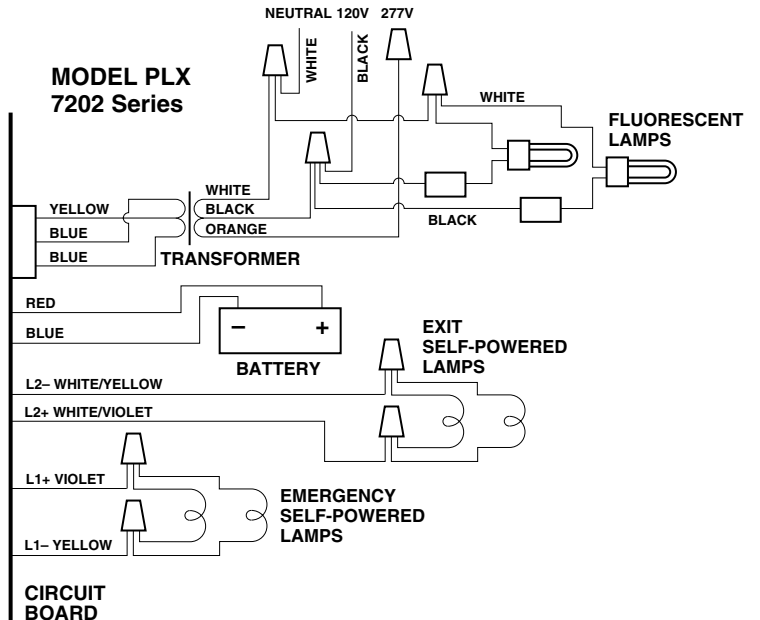 NEUTRAL 120V 277V
WHITE
BLACK
MODEL PLX
7202 Series
WHITE
FLUORESCENT
LAMPS
WHITE
BLACK
ORANGE
BLACK
YELLOW
BLUE
BLUE
TRANSFORMER
RED
BLUE
– +
BATTERY
EXIT
SELF-POWERED
LAMPS
L2– WHITE/YELLOW
L2+ WHITE/VIOLET
L1+ VIOLET
EMERGENCY
SELF-POWERED
LAMPS
L1– YELLOW
CIRCUIT
BOARD